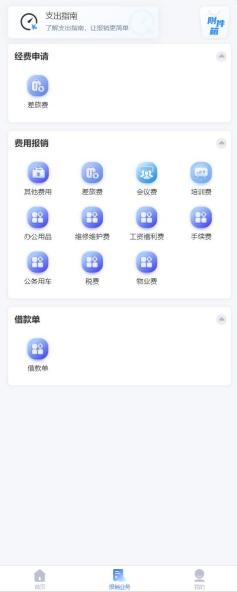 支出指南
了解支出指南，让报销更简单
附件箱
经费申请
差旅费
费用报销
其他费用 差旅费 会议费 培训费
办公用品 维修维护费 工资福利费 手续费
公务用车 税费 物业费
借款单
借款单
首页 报销业务 我的